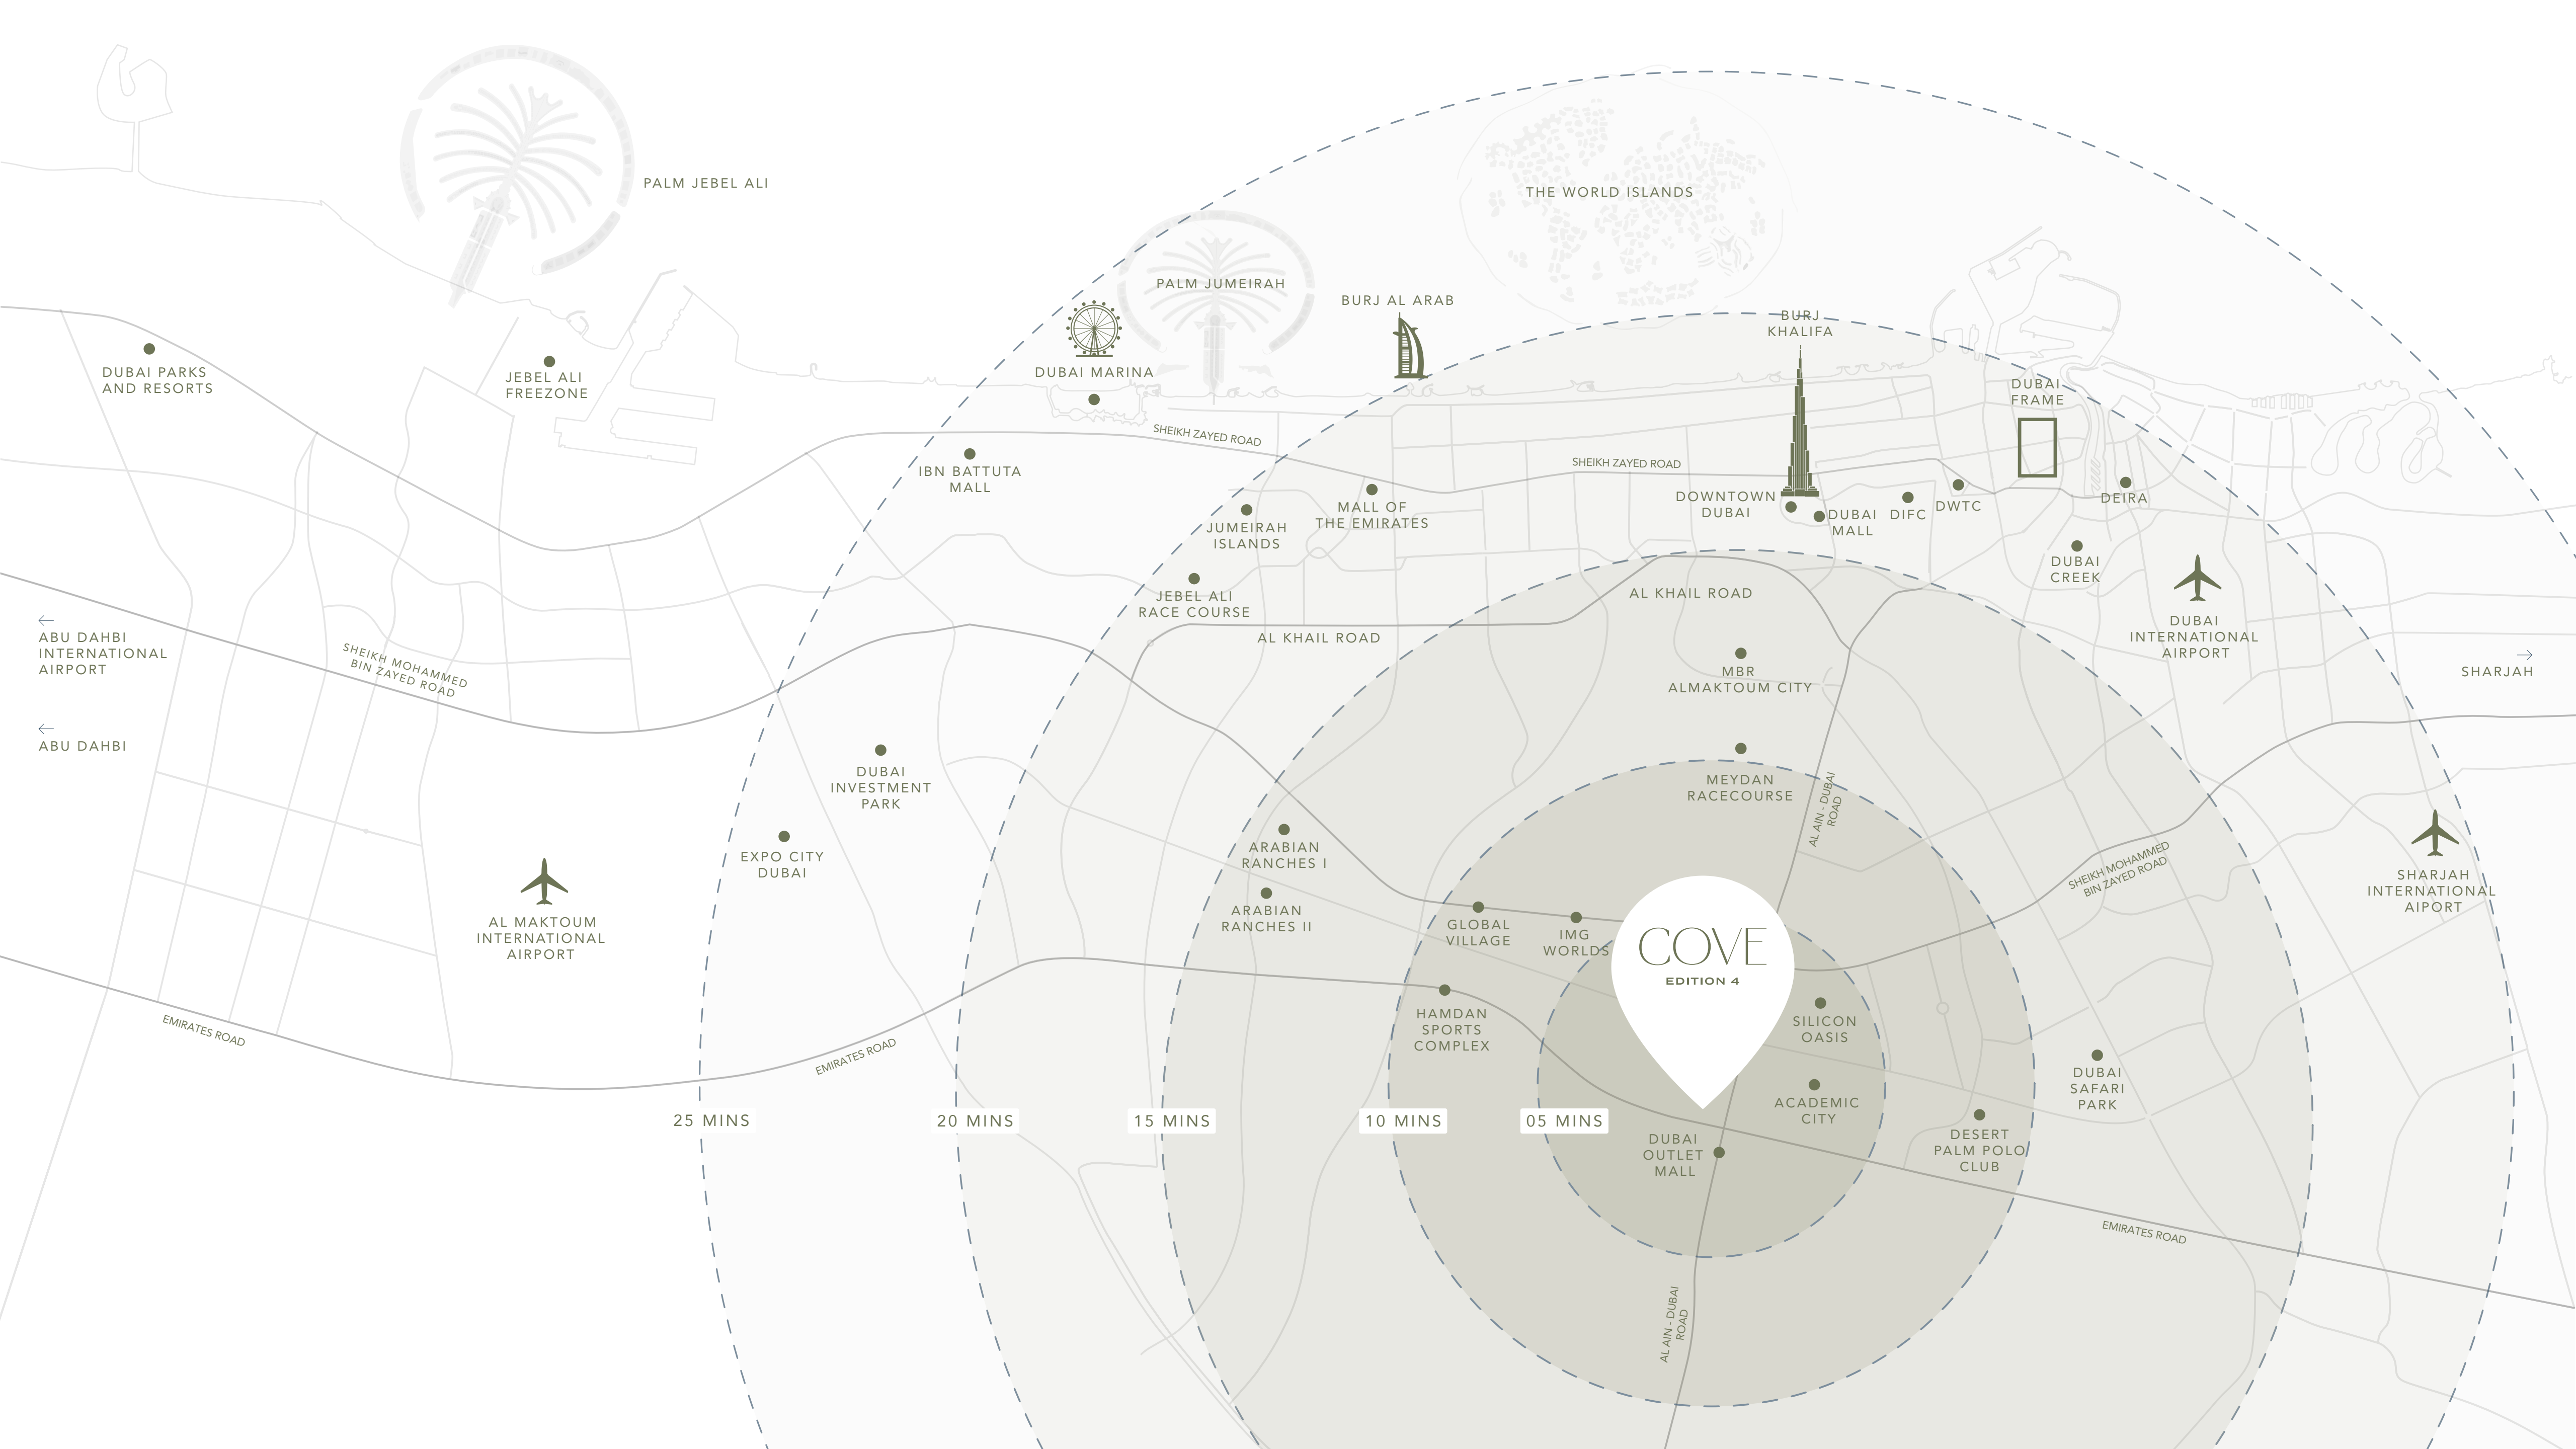 PALM JEBEL ALI
THE WORLD ISLANDS
PALM JUMEIRAH
BURJ AL ARAB
BURJ
KHALIFA
DUBAI PARKS
AND RESORTS
JEBEL ALI
FREEZONE
DUBAI MARINA
DUBAI
FRAME
SHEIKH ZAYED ROAD
SHEIKH ZAYED ROAD
IBN BATTUTA
MALL
JUMEIRAH
ISLANDS
MALL OF
THE EMIRATES
DOWNTOWN
DUBAI
DUBAI
MALL
DIFC
DWTC
DEIRA
DUBAI
CREEK
JEBEL ALI
RACE COURSE
AL KHAIL ROAD
AL KHAIL ROAD
DUBAI
INTERNATIONAL
AIRPORT
ABU DAHBI
INTERNATIONAL
AIRPORT
SHEIKH MOHAMMED
BIN ZAYED ROAD
MBR
ALMAKTOUM CITY
SHARJAH
ABU DAHBI
DUBAI
INVESTMENT
PARK
MEYDAN
RACECOURSE
AL AIN - DUBAI
ROAD
EXPO CITY
DUBAI
ARABIAN
RANCHES I
ARABIAN
RANCHES II
SHEIKH MOHAMMED
BIN ZAYED ROAD
SHARJAH
INTERNATIONAL
AIPORT
AL MAKTOUM
INTERNATIONAL
AIRPORT
GLOBAL
VILLAGE
IMG
WORLDS
COVE
EDITION 4
HAMDAN
SPORTS
COMPLEX
SILICON
OASIS
EMIRATES ROAD
EMIRATES ROAD
DUBAI
SAFARI
PARK
ACADEMIC
CITY
25 MINS
20 MINS
15 MINS
10 MINS
05 MINS
DUBAI
OUTLET
MALL
DESERT
PALM POLO
CLUB
EMIRATES ROAD
AL AIN - DUBAI
ROAD